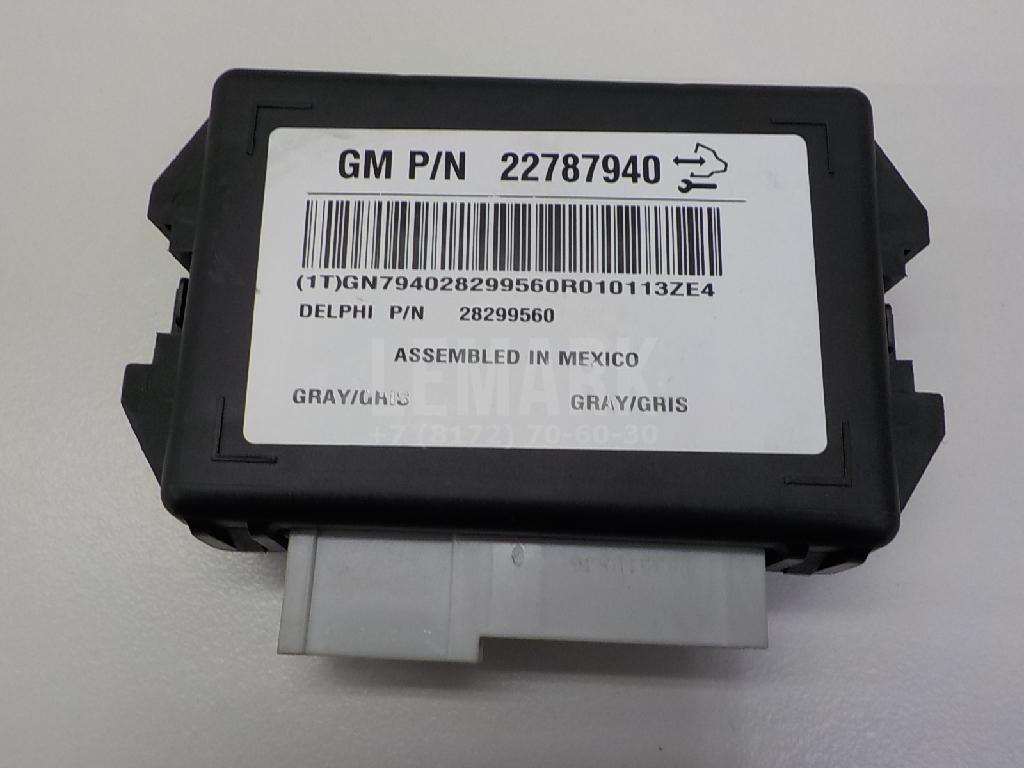 GM P/N 22787940
(1T)GN794028299560R010113ZE4
DELPHI P/N 28299560
ASSEMBLED IN MEXICO
LEMARK
GRAY/GRIS GRAY/GRIS
+7 (8172) 70-60-30